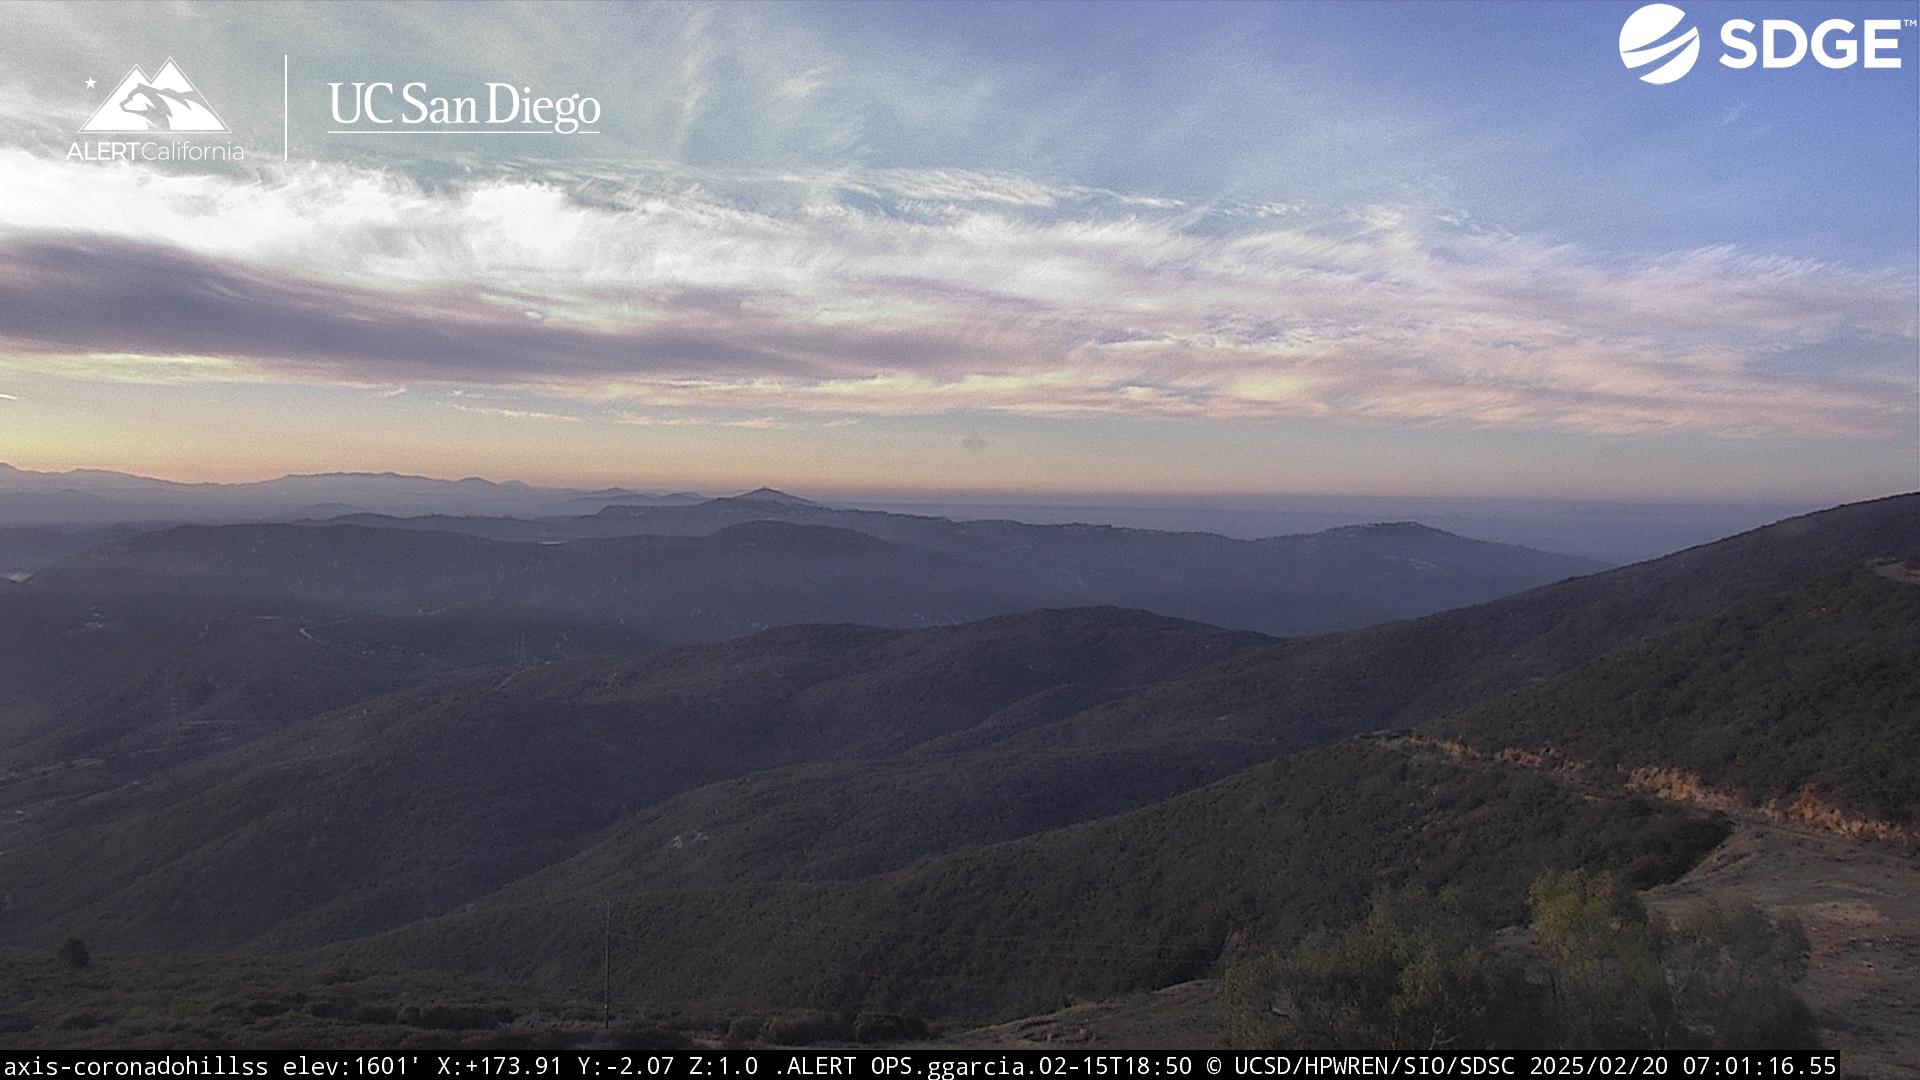 SDGE™
ALERTCalifornia
UC San Diego
axis-coronadohillss elev:1601' X:+173.91 Y:-2.07 Z:1.0 .ALERT OPS.ggarcia.02-15T18:50 © UCSD/HPWREN/SIO/SDSC 2025/02/20 07:01:16.55